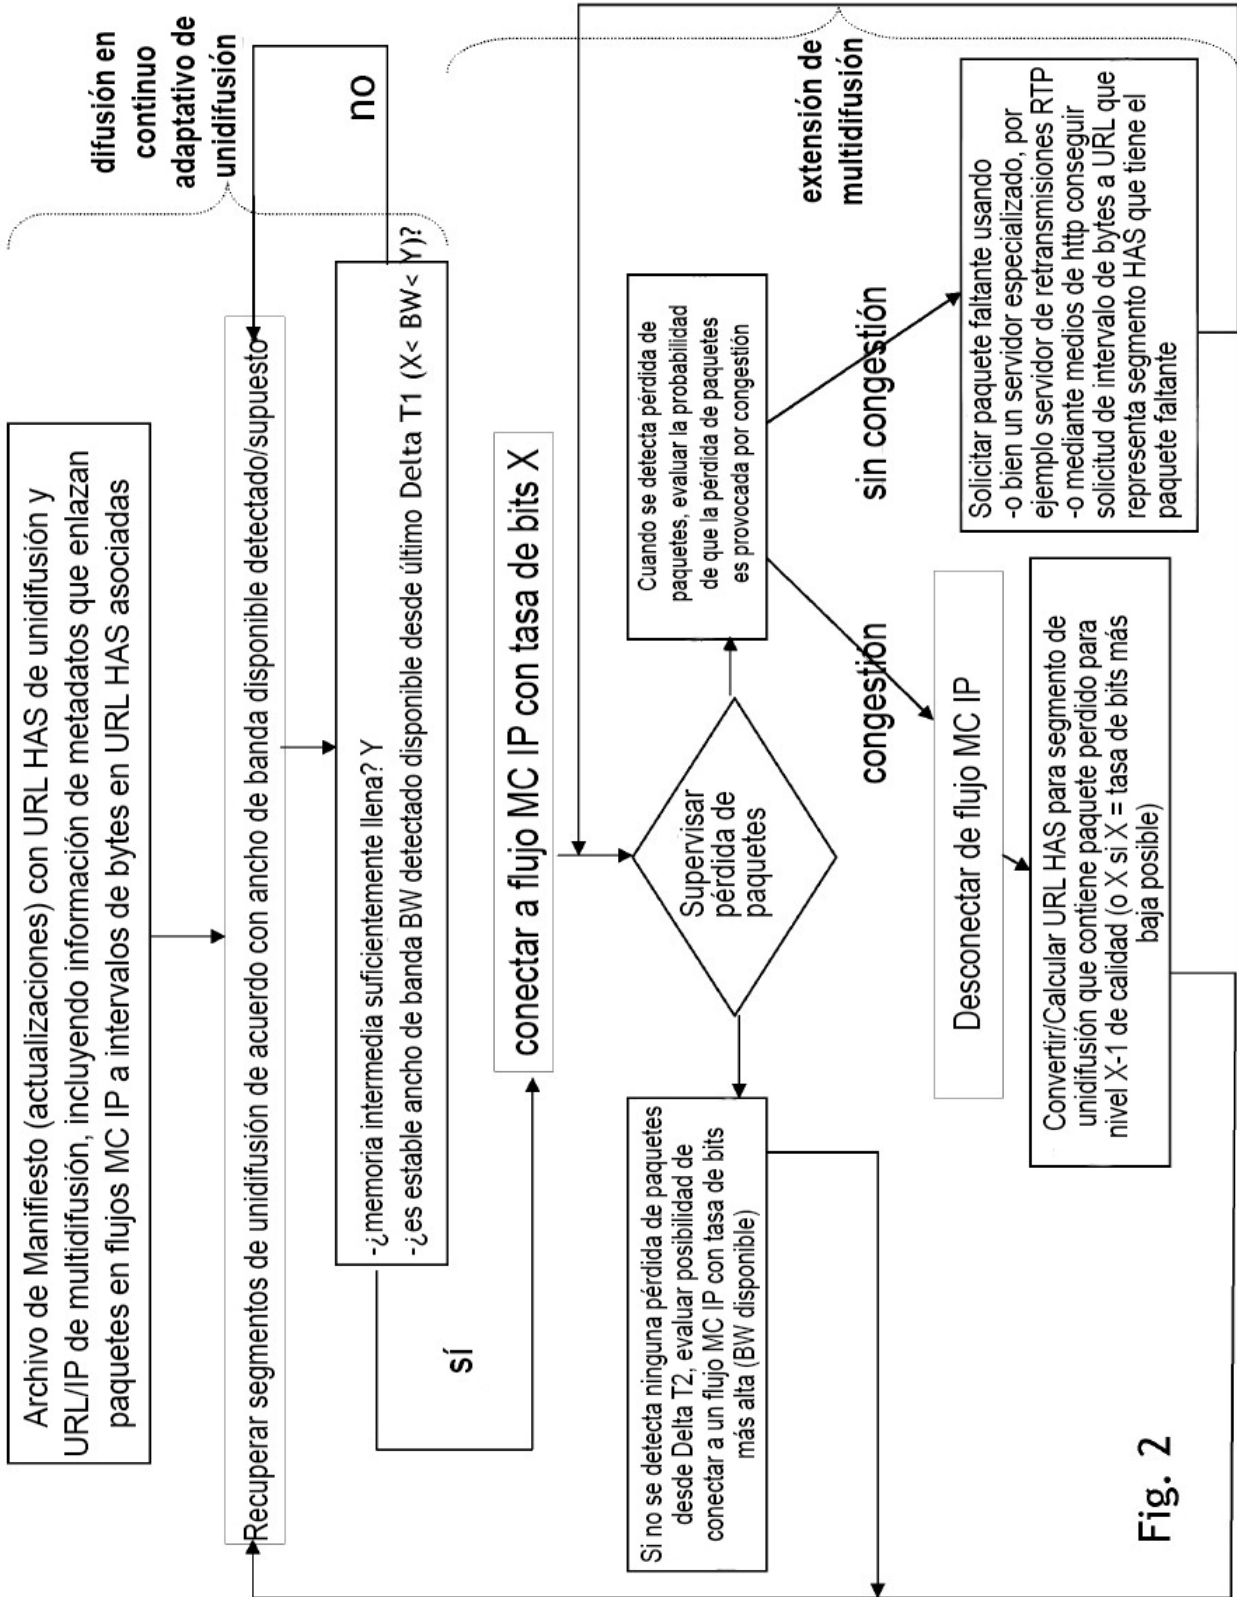 Archivo de Manifiesto (actualizaciones) con URL HAS de unidifusión y
URL/IP de multidifusión, incluyendo información de metadatos que enlazan
paquetes en flujos MC IP a intervalos de bytes en URL HAS asociadas
difusión en
continuo
adaptativo de
unidifusión
Recuperar segmentos de unidifusión de acuerdo con ancho de banda disponible detectado/supuesto
no
-¿memoria intermedia suficientemente llena? Y
-¿es estable ancho de banda BW detectado disponible desde último Delta T1 (X< BW< Y)?
sí
conectar a flujo MC IP con tasa de bits X
extensión de
multidifusión
Si no se detecta ninguna pérdida de paquetes
desde Delta T2, evaluar posibilidad de
conectar a un flujo MC IP con tasa de bits
más alta (BW disponible)
Supervisar
pérdida de
paquetes
Cuando se detecta pérdida de
paquetes, evaluar la probabilidad
de que la pérdida de paquetes
es provocada por congestión
congestión
sin congestión
Desconectar de flujo MC IP
Convertir/Calcular URL HAS para segmento de
unidifusión que contiene paquete perdido para
nivel X-1 de calidad (o X si X = tasa de bits más
baja posible)
Solicitar paquete faltante usando
-o bien un servidor especializado, por
ejemplo servidor de retransmisiones RTP
-o mediante medios de http conseguir
solicitud de intervalo de bytes a URL que
representa segmento HAS que tiene el
paquete faltante
Fig. 2